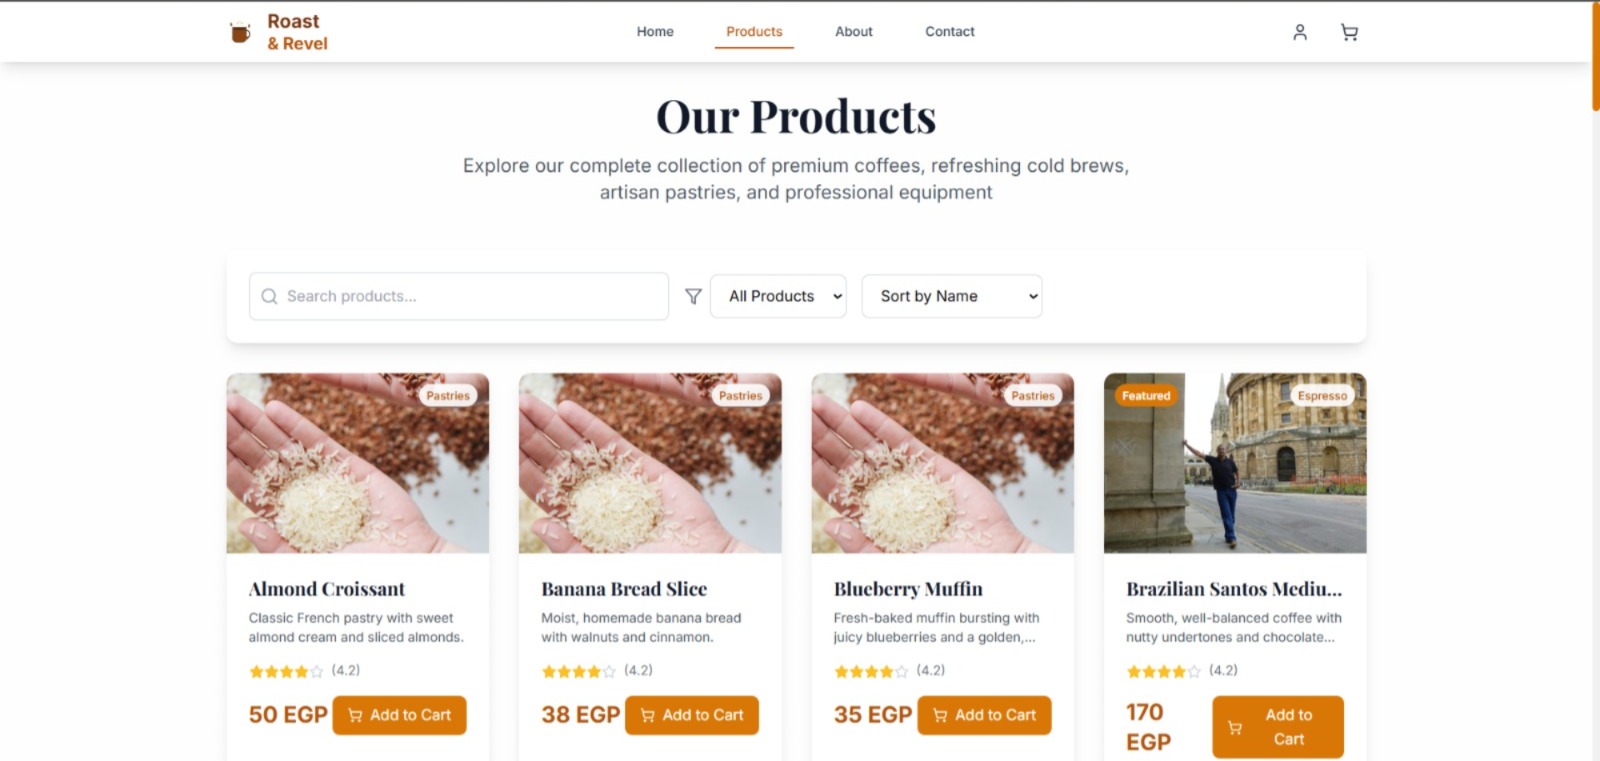 Roast
& Revel
Home
Products
About
Contact
Our Products
Explore our complete collection of premium coffees, refreshing cold brews,
artisan pastries, and professional equipment
Search products...
All Products
Sort by Name
Pastries
Almond Croissant
Classic French pastry with sweet
almond cream and sliced almonds.
(4.2)
50 EGP
Add to Cart
Pastries
Banana Bread Slice
Moist, homemade banana bread
with walnuts and cinnamon.
(4.2)
38 EGP
Add to Cart
Pastries
Blueberry Muffin
Fresh-baked muffin bursting with
juicy blueberries and a golden,...
(4.2)
35 EGP
Add to Cart
Featured
Espresso
Brazilian Santos Mediu...
Smooth, well-balanced coffee with
nutty undertones and chocolate...
(4.2)
170
EGP
Add to
Cart